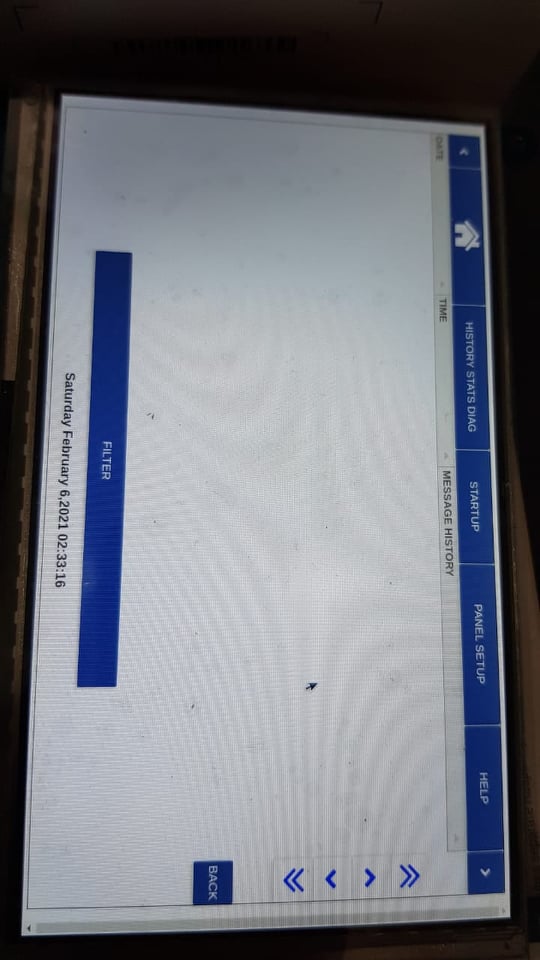 HISTORY STATS DIAG
STARTUP
PANEL SETUP
HELP
DATE
TIME
MESSAGE HISTORY
BACK
FILTER
Saturday February 6,2021 02:33:16